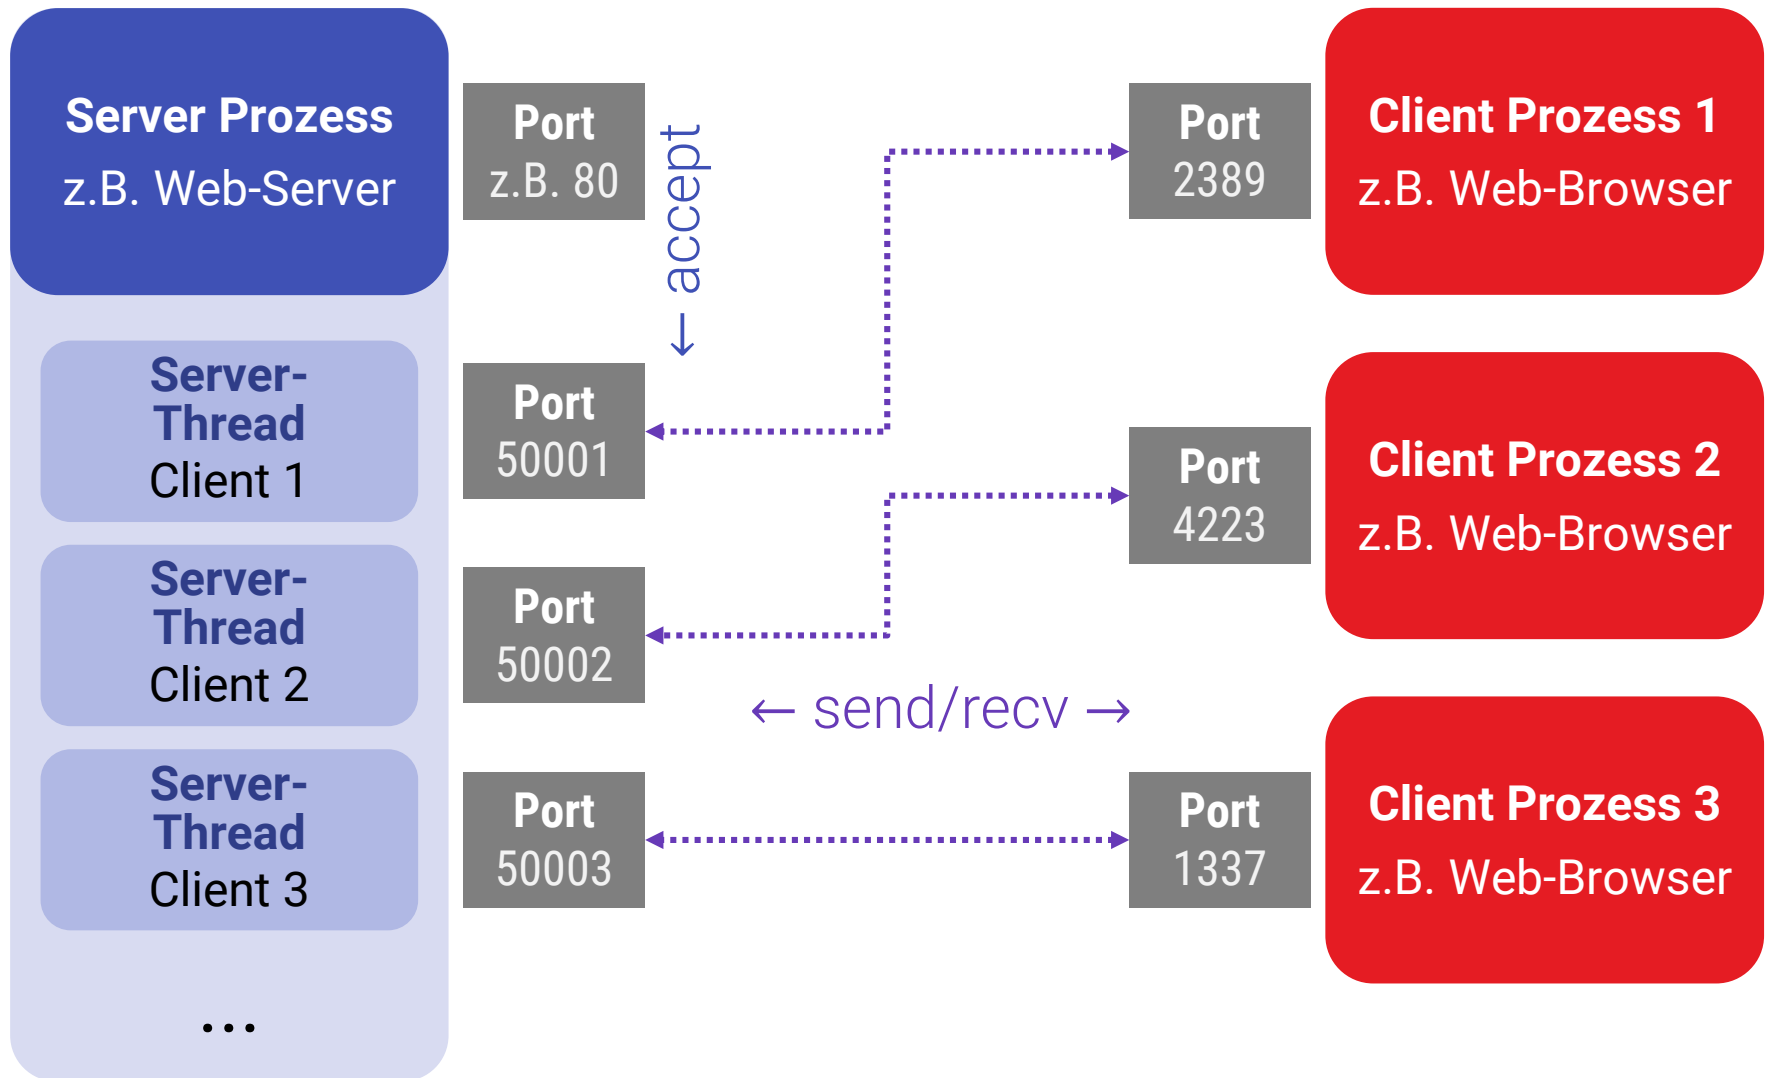 Server Prozess
z.B. Web-Server
Port
z.B. 80
← accept
Port
2389
Client Prozess 1
z.B. Web-Browser
Server-
Thread
Client 1
Port
50001
Port
4223
Client Prozess 2
z.B. Web-Browser
Server-
Thread
Client 2
Port
50002
← send/recv →
Server-
Thread
Client 3
Port
50003
Port
1337
Client Prozess 3
z.B. Web-Browser
...